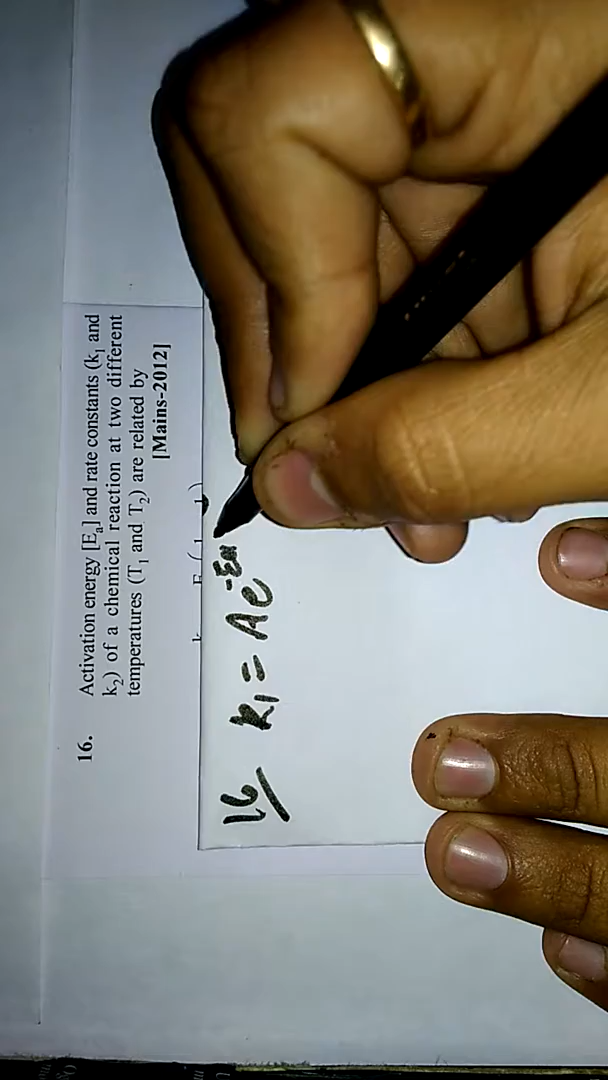 16. Activation energy [Eₐ] and rate constants (k₁ and
k₂) of a chemical reaction at two different
temperatures (T₁ and T₂) are related by
[Mains-2012]
16/ k₁ = Ae^-Ea